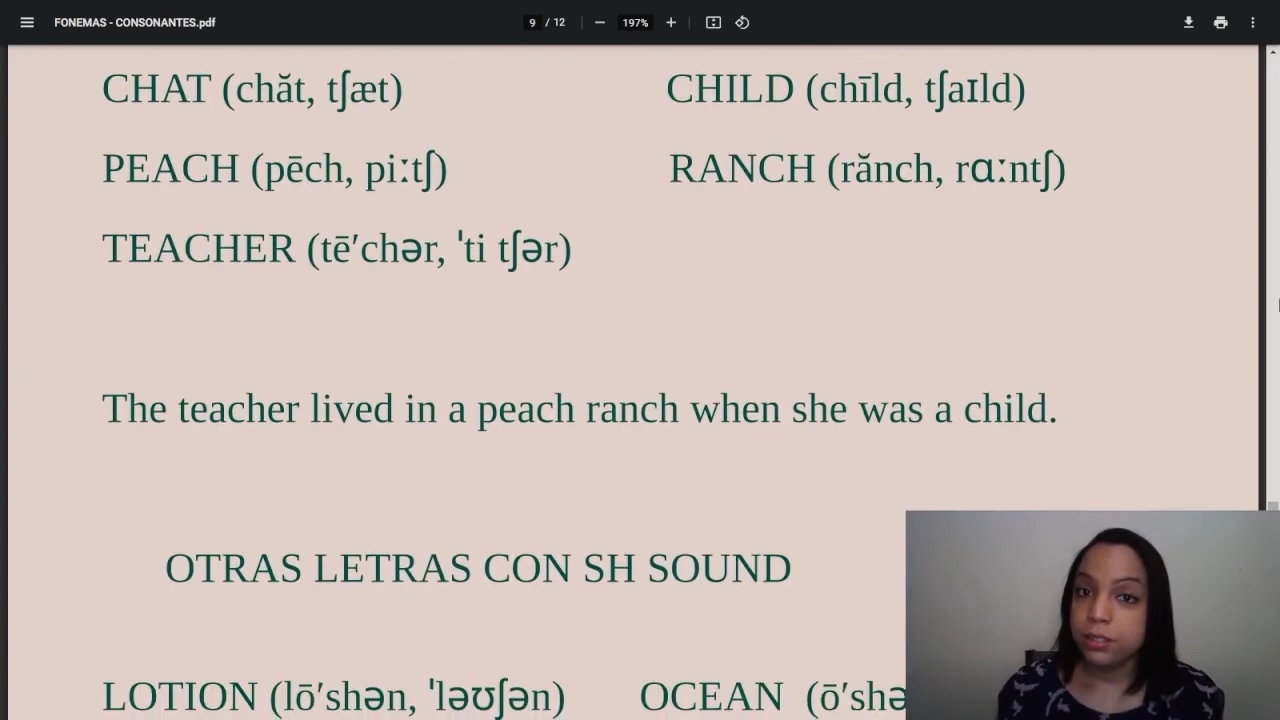 FONEMAS - CONSONANTES.pdf 9 / 12 197%
CHAT (chăt, tʃæt) CHILD (chīld, tʃaɪld)
PEACH (pēch, piːtʃ) RANCH (rănch, rɑːntʃ)
TEACHER (tē′chər, ˈti tʃər)
The teacher lived in a peach ranch when she was a child.
OTRAS LETRAS CON SH SOUND
LOTION (lō′shən, ˈləʊʃən) OCEAN (ō′shə